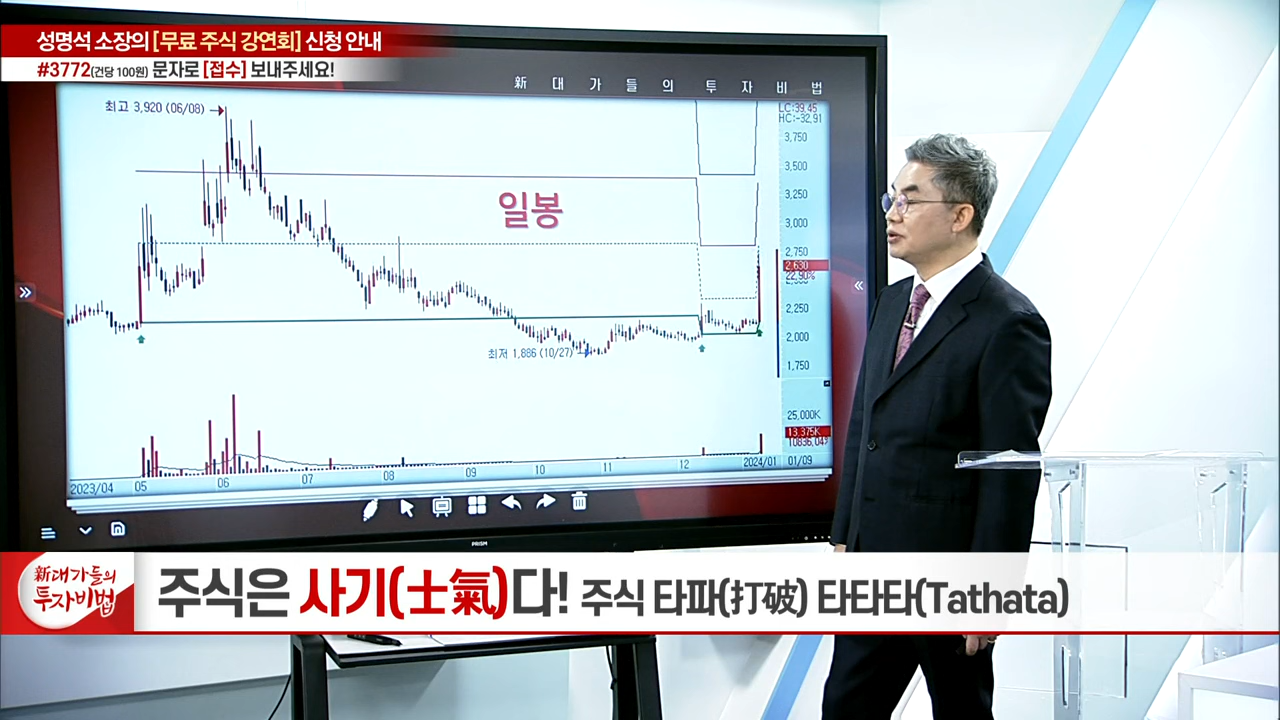 성명석 소장의 [무료 주식 강연회] 신청 안내
#3772(건당 100원) 문자로 [접수] 보내주세요!
新 대 가 들 의 투 자 비 법
최고 3,920 (06/08)
LC:39.45
HC:-32.91
3,750
3,500
3,250
3,000
2,750
2,630
22.90%
2,250
2,000
1,750
일봉
최저 1,886 (10/27)
25,000K
13,375K
2023/04 05 06 07 08 09 10 11 12 2024/01 01/09
PRISM
新대가들의
투자비법
주식은 사기(士氣)다! 주식 타파(打破) 타타타(Tathata)